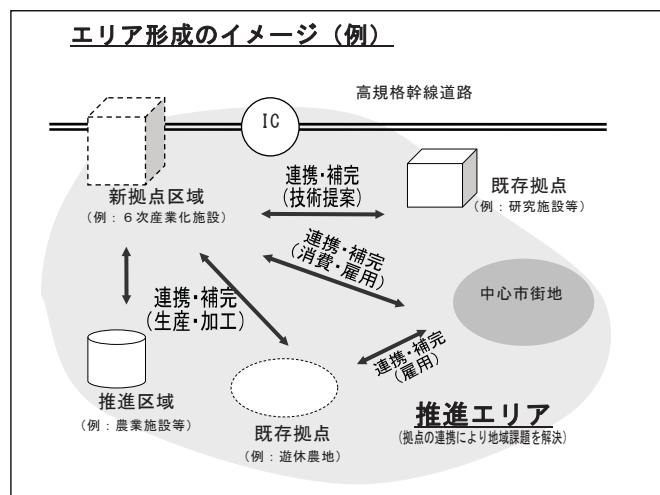 エリア形成のイメージ（例）
高規格幹線道路
IC
新拠点区域
（例：６次産業化施設）
連携・補完
（技術提案）
既存拠点
（例：研究施設等）
連携・補完
（消費・雇用）
中心市街地
連携・補完
（生産・加工）
連携・補完
（雇用）
推進区域
（例：農業施設等）
既存拠点
（例：遊休農地）
推進エリア
（拠点の連携により地域課題を解決）